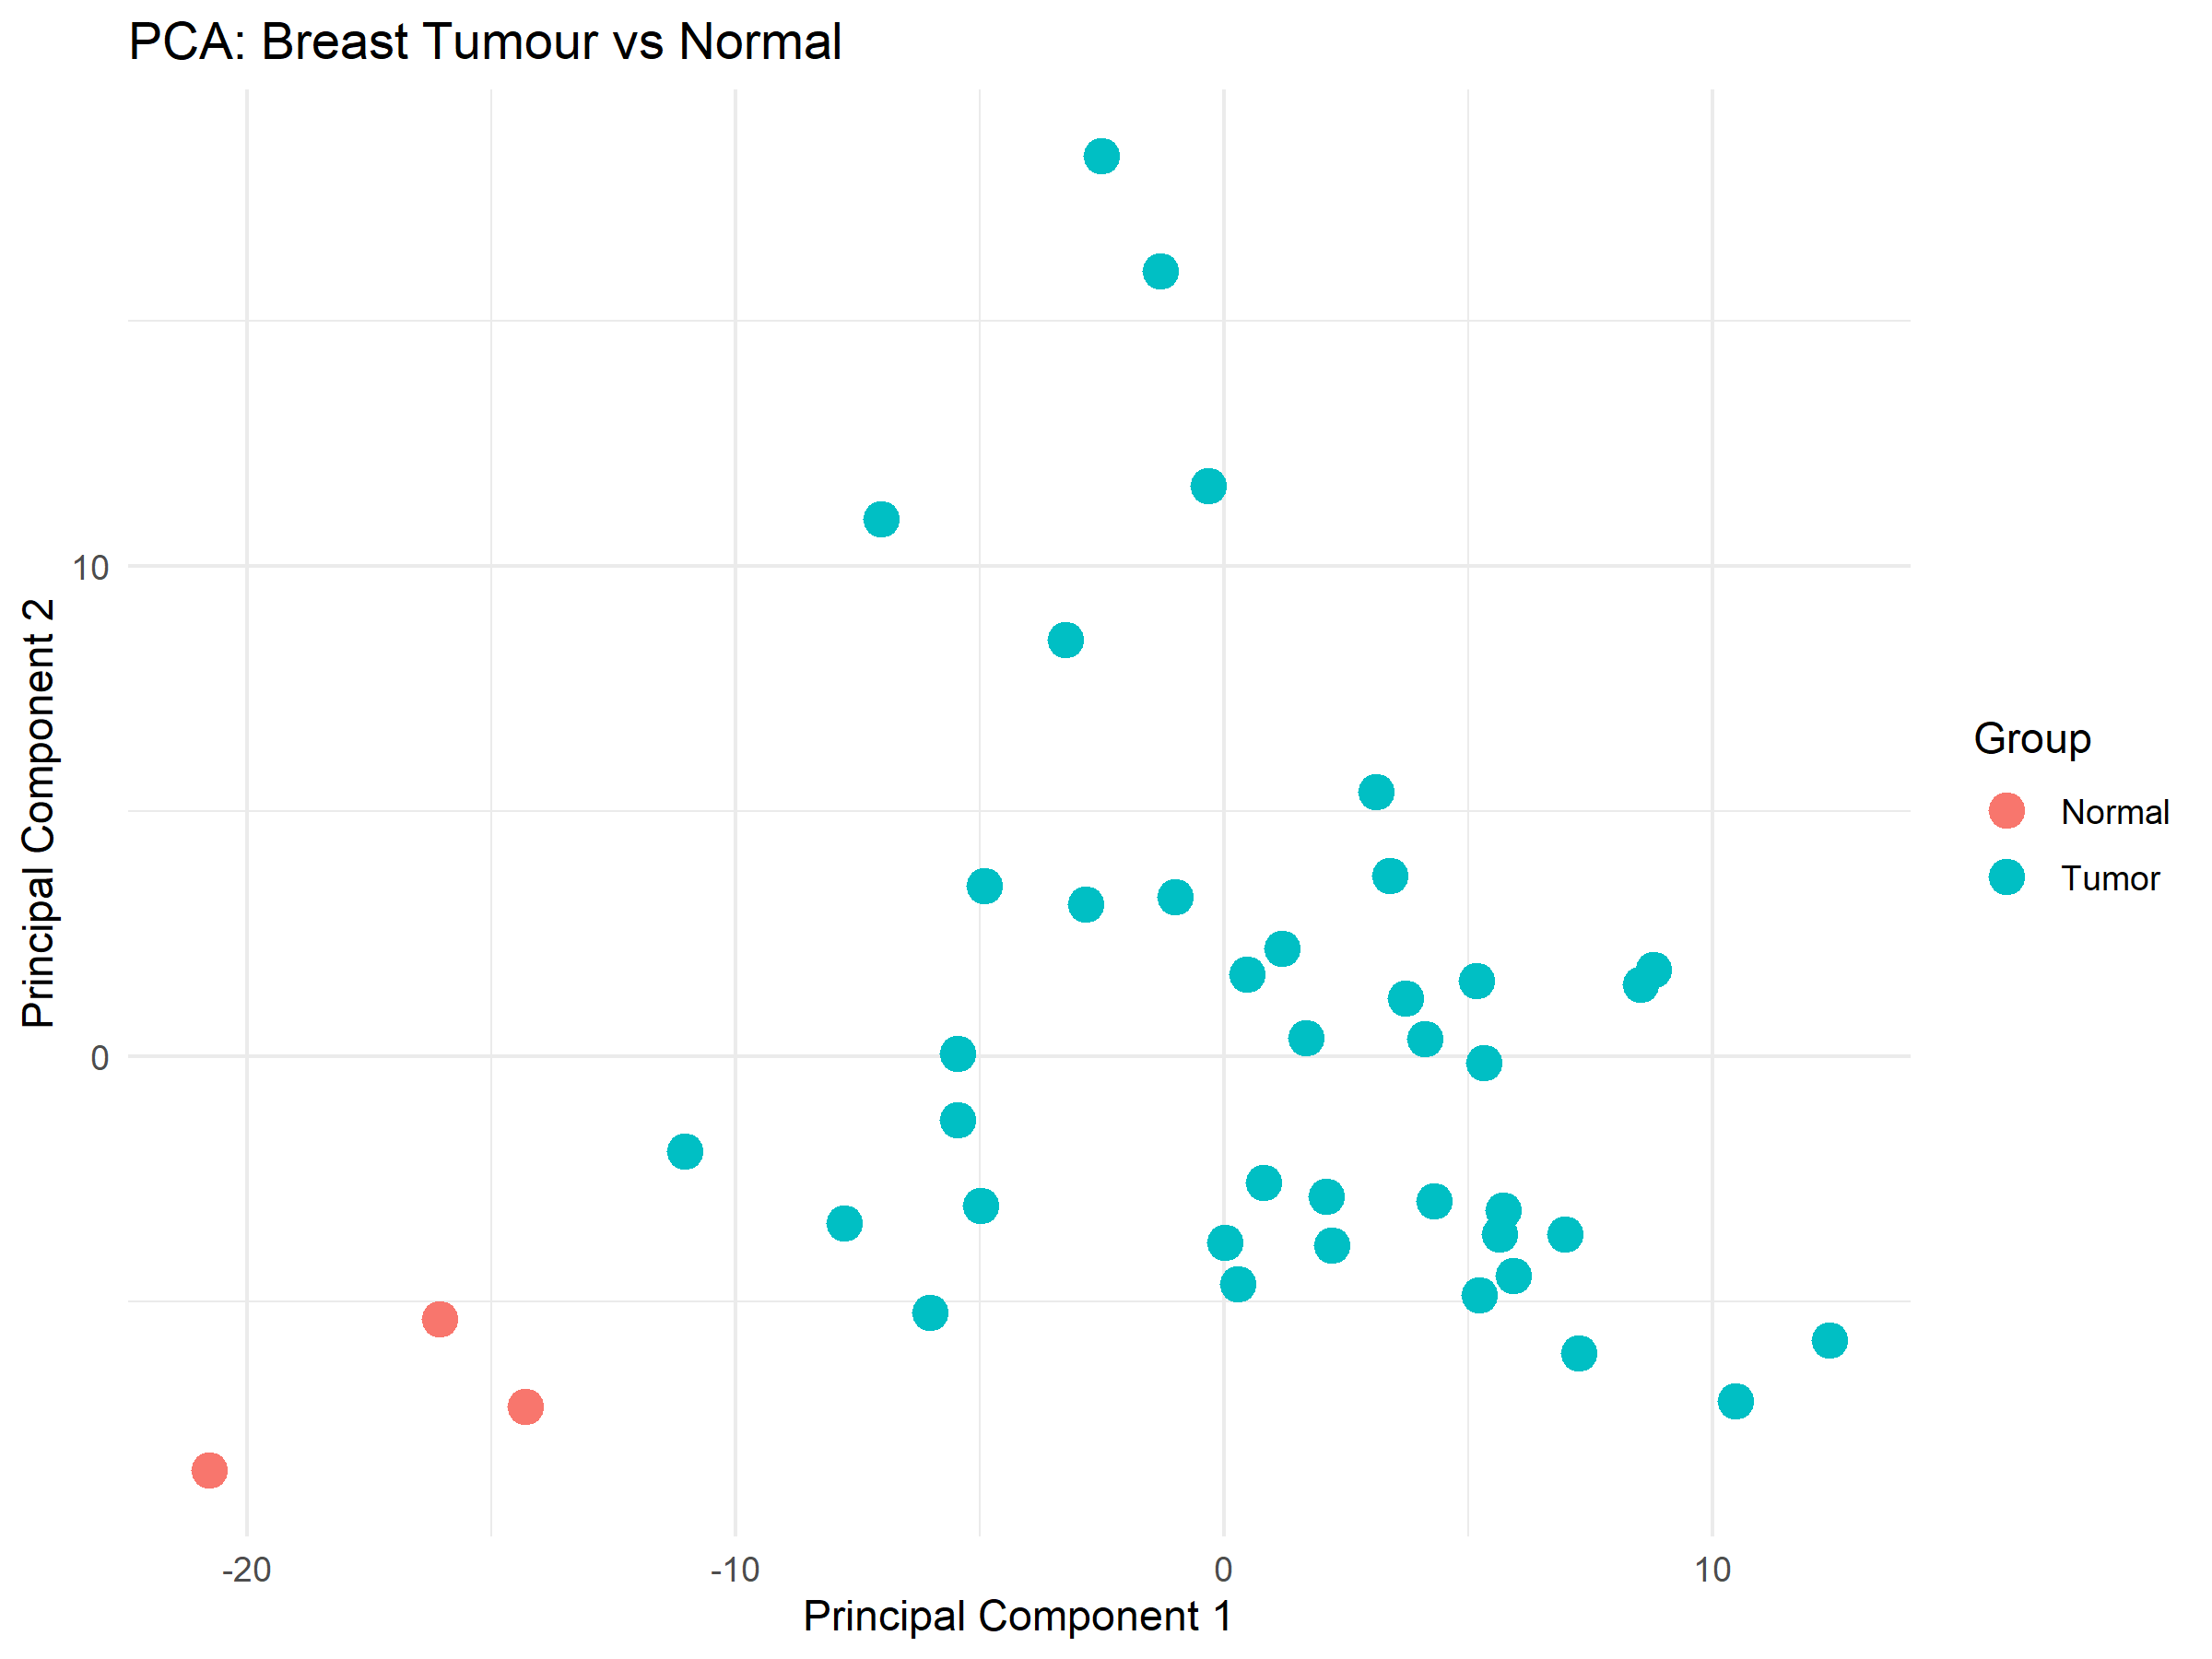 PCA: Breast Tumour vs Normal
10
0
Principal Component 2
-20
-10
0
10
Principal Component 1
Group
Normal
Tumor